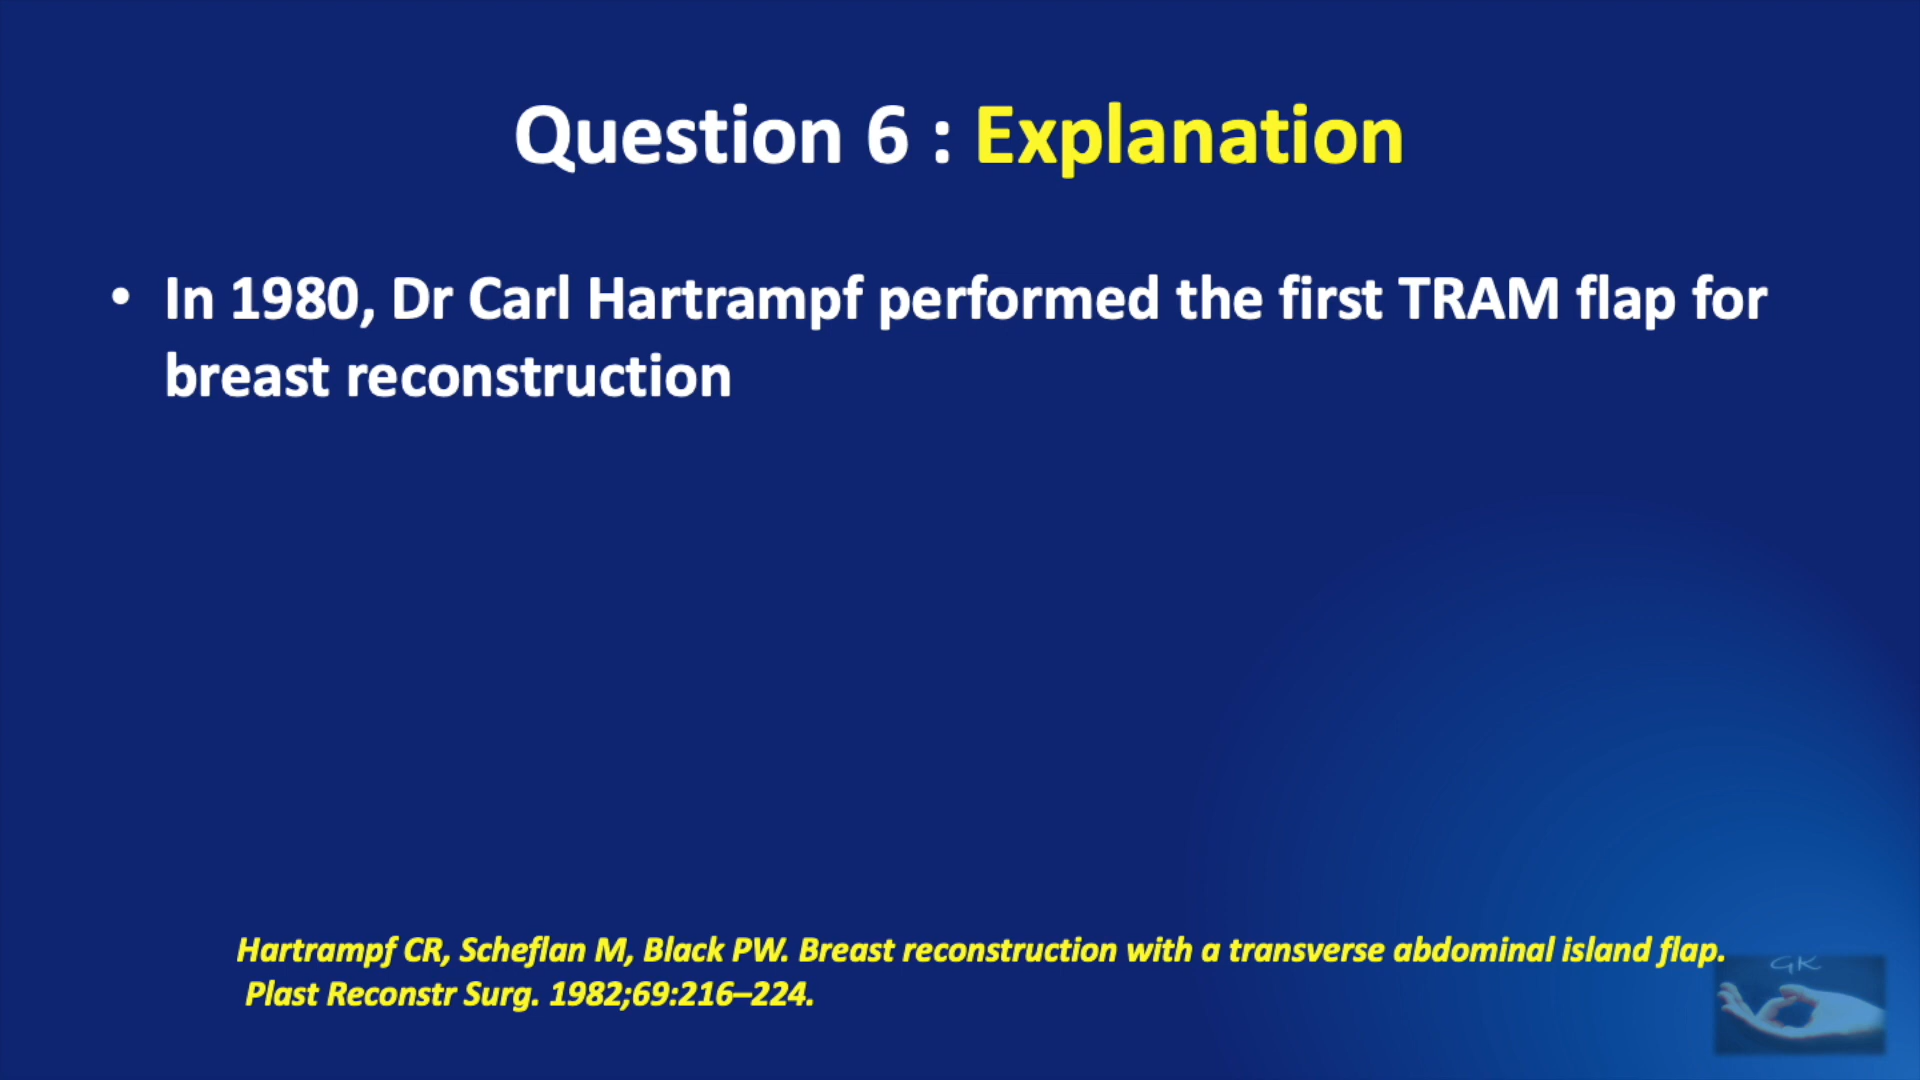 Question 6 : Explanation
• In 1980, Dr Carl Hartrampf performed the first TRAM flap for
breast reconstruction
Hartrampf CR, Scheflan M, Black PW. Breast reconstruction with a transverse abdominal island flap.
Plast Reconstr Surg. 1982;69:216–224.
GK